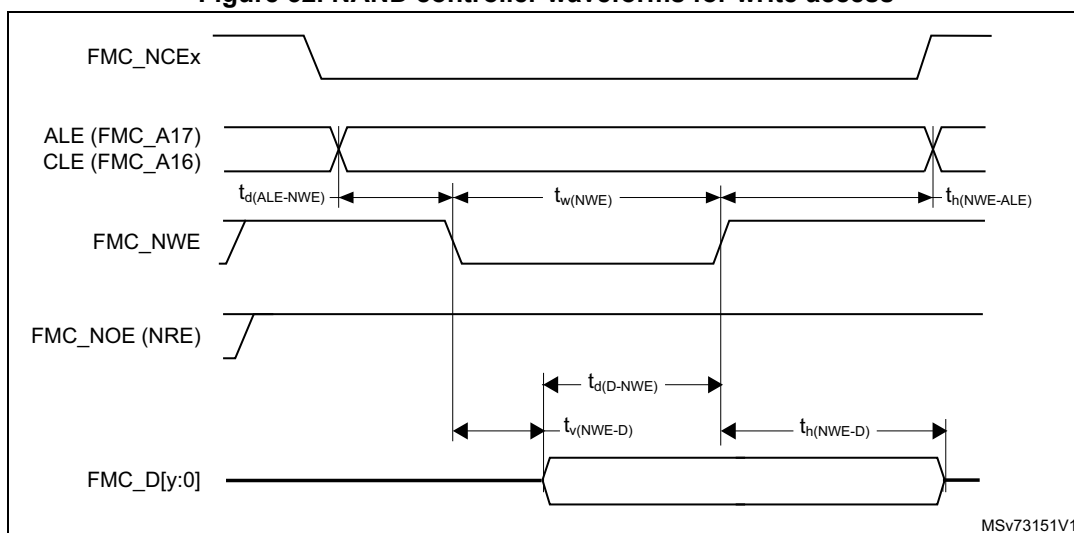 Figure 62. NAND controller waveforms for write access
FMC_NCEx
ALE (FMC_A17)
CLE (FMC_A16)
td(ALE-NWE)
tw(NWE)
th(NWE-ALE)
FMC_NWE
FMC_NOE (NRE)
td(D-NWE)
tv(NWE-D)
th(NWE-D)
FMC_D[y:0]
MSv73151V1